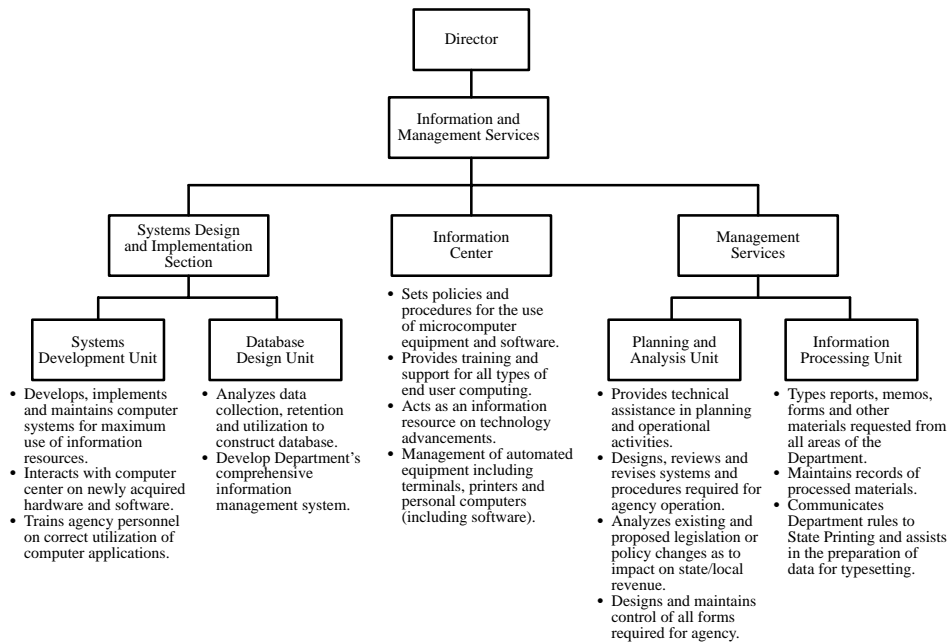 Director
Information and
Management Services
Systems Design
and Implementation
Section
Information
Center
Management
Services
Systems
Development Unit
Database
Design Unit
• Sets policies and
procedures for the use
of microcomputer
equipment and software.
• Provides training and
support for all types of
end user computing.
• Acts as an information
resource on technology
advancements.
• Management of automated
equipment including
terminals, printers and
personal computers
(including software).
Planning and
Analysis Unit
Information
Processing Unit
• Develops, implements
and maintains computer
systems for maximum
use of information
resources.
• Interacts with computer
center on newly acquired
hardware and software.
• Trains agency personnel
on correct utilization of
computer applications.
• Analyzes data
collection, retention
and utilization to
construct database.
• Develop Department’s
comprehensive
information
management system.
• Provides technical
assistance in planning
and operational
activities.
• Designs, reviews and
revises systems and
procedures required for
agency operation.
• Analyzes existing and
proposed legislation or
policy changes as to
impact on state/local
revenue.
• Designs and maintains
control of all forms
required for agency.
• Types reports, memos,
forms and other
materials requested from
all areas of the
Department.
• Maintains records of
processed materials.
• Communicates
Department rules to
State Printing and assists
in the preparation of
data for typesetting.